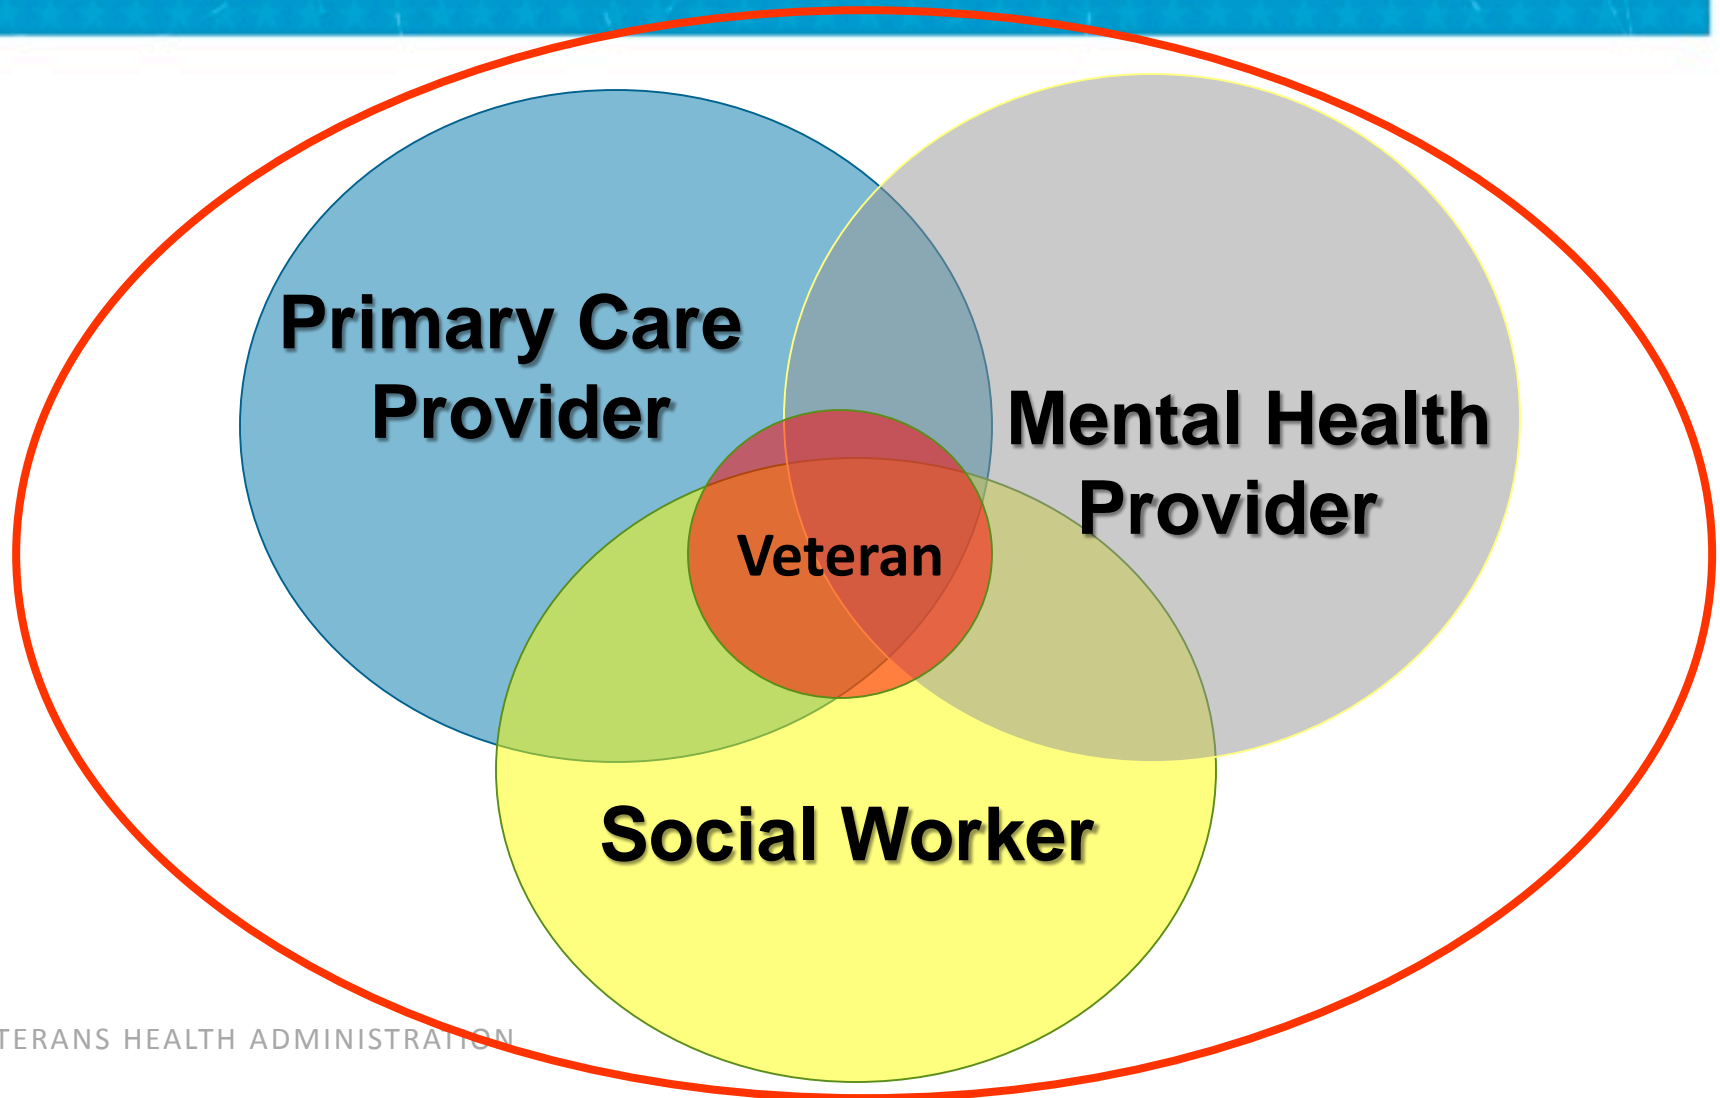 Primary Care
Provider
Mental Health
Provider
Veteran
Social Worker
TERANS HEALTH ADMINISTRATION